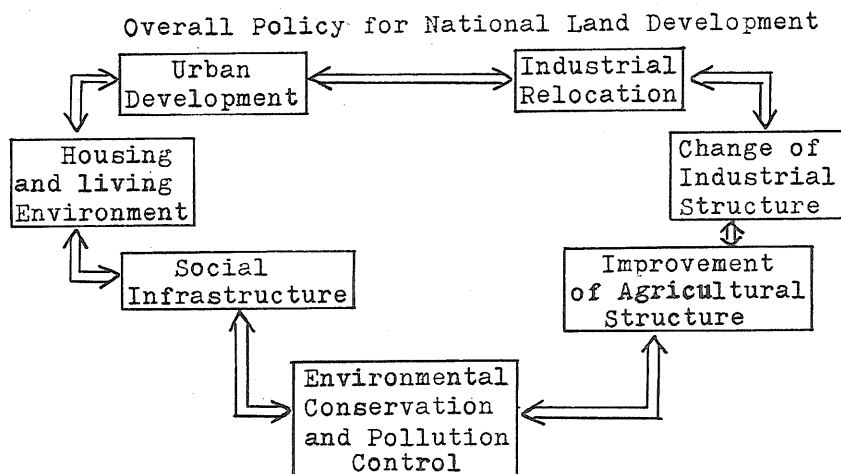 Overall Policy for National Land Development
Urban
Development
Industrial
Relocation
Housing
and living
Environment
Change of
Industrial
Structure
Social
Infrastructure
Improvement
of Agricultural
Structure
Environmental
Conservation
and Pollution
Control